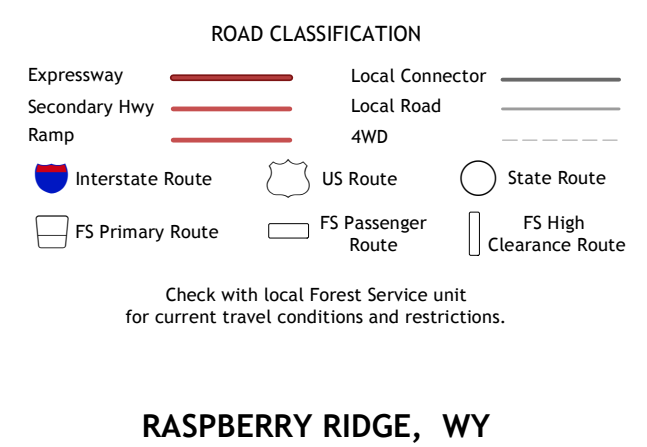 ROAD CLASSIFICATION
Expressway
Local Connector
Secondary Hwy
Local Road
Ramp
4WD
Interstate Route
US Route
State Route
FS Primary Route
FS Passenger
Route
FS High
Clearance Route
Check with local Forest Service unit
for current travel conditions and restrictions.
RASPBERRY RIDGE, WY